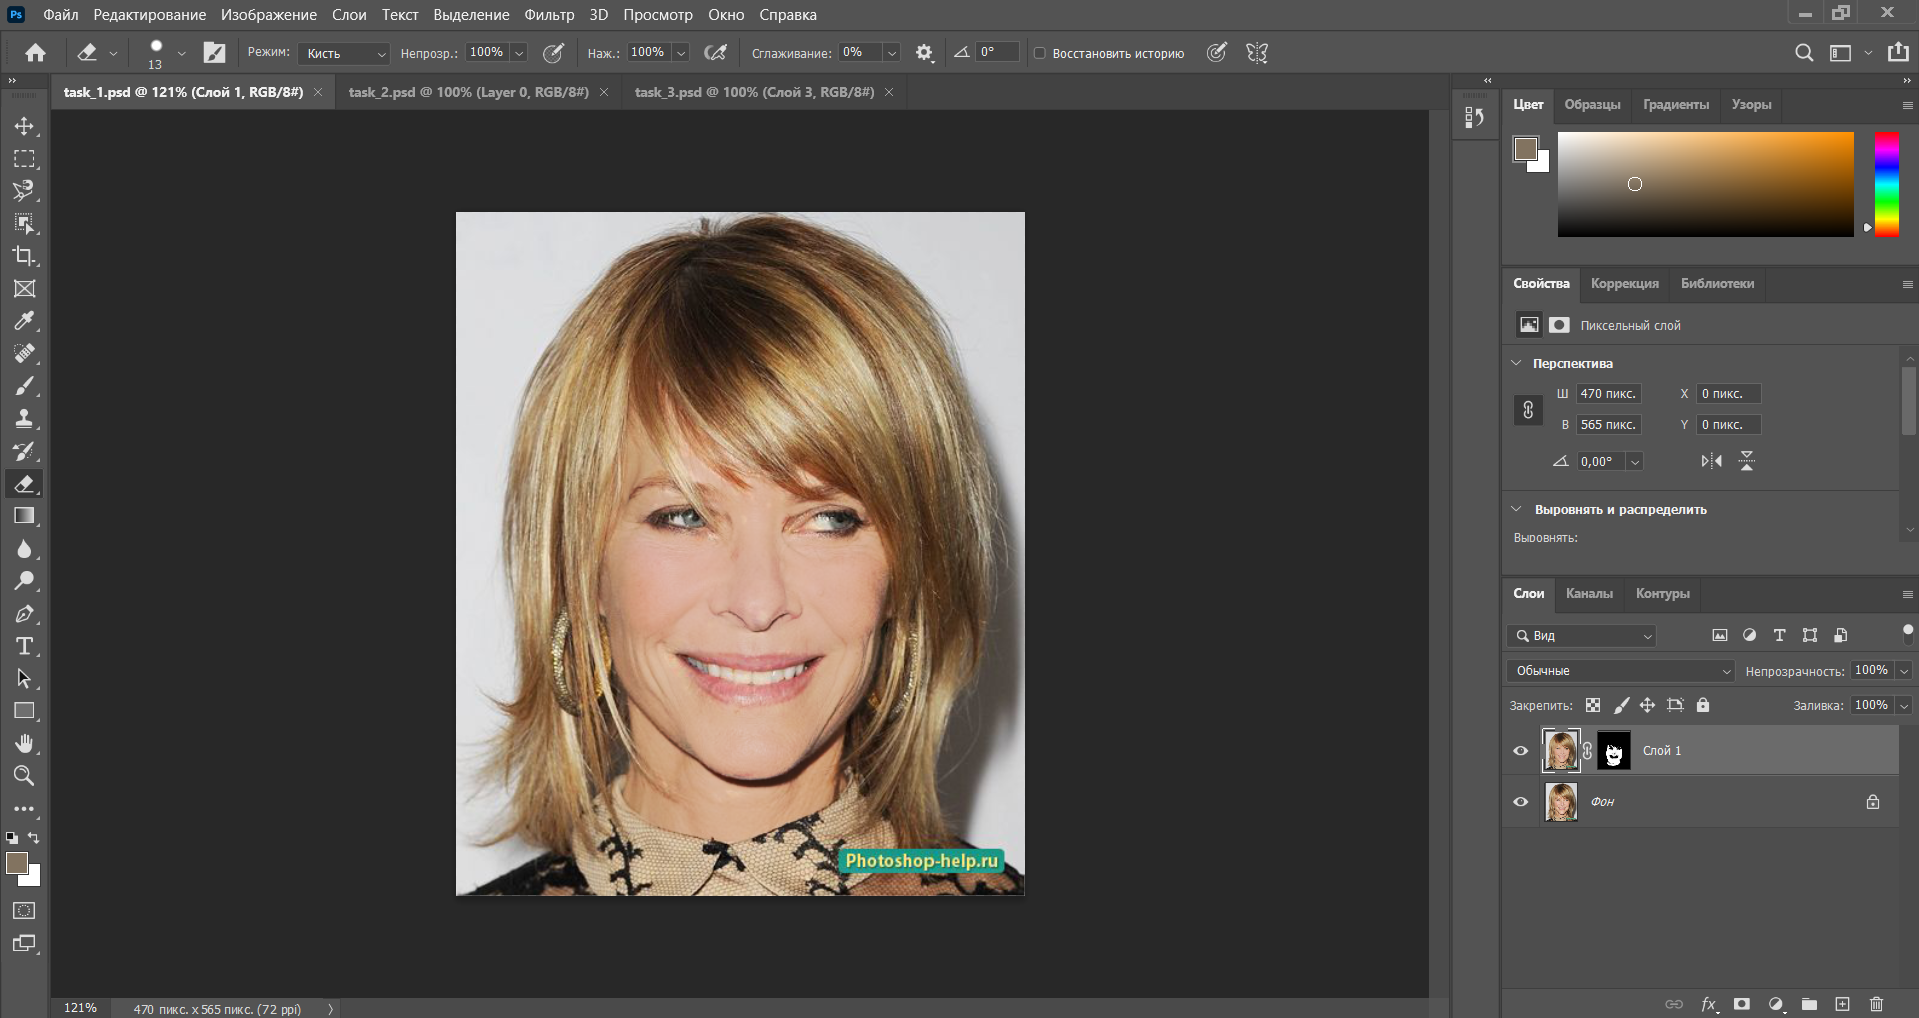 Ps Файл Редактирование Изображение Слои Текст Выделение Фильтр 3D Просмотр Окно Справка
13 Режим: Кисть Непрозр.: 100% Наж.: 100% Сглаживание: 0% 0° Восстановить историю
task_1.psd @ 121% (Слой 1, RGB/8#) × task_2.psd @ 100% (Layer 0, RGB/8#) × task_3.psd @ 100% (Слой 3, RGB/8#) ×
Цвет Образцы Градиенты Узоры
Свойства Коррекция Библиотеки
Пиксельный слой
Перспектива
Ш 470 пикс. X 0 пикс.
В 565 пикс. Y 0 пикс.
0,00°
Выровнять и распределить
Выровнять:
Слои Каналы Контуры
Вид
Обычные Непрозрачность: 100%
Закрепить: Заливка: 100%
Слой 1
Фон
Photoshop-help.ru
121% 470 пикс. x 565 пикс. (72 ppi)